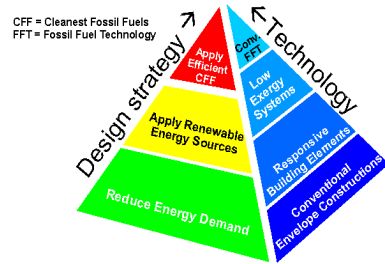 CFF = Cleanest Fossil Fuels
FFT = Fossil Fuel Technology
Design strategy
Technology
Apply
Efficient
CFF
Conv.
FFT
Low
Exergy
Systems
Apply Renewable
Energy Sources
Responsive
Building Elements
Reduce Energy Demand
Conventional
Envelope Constructions